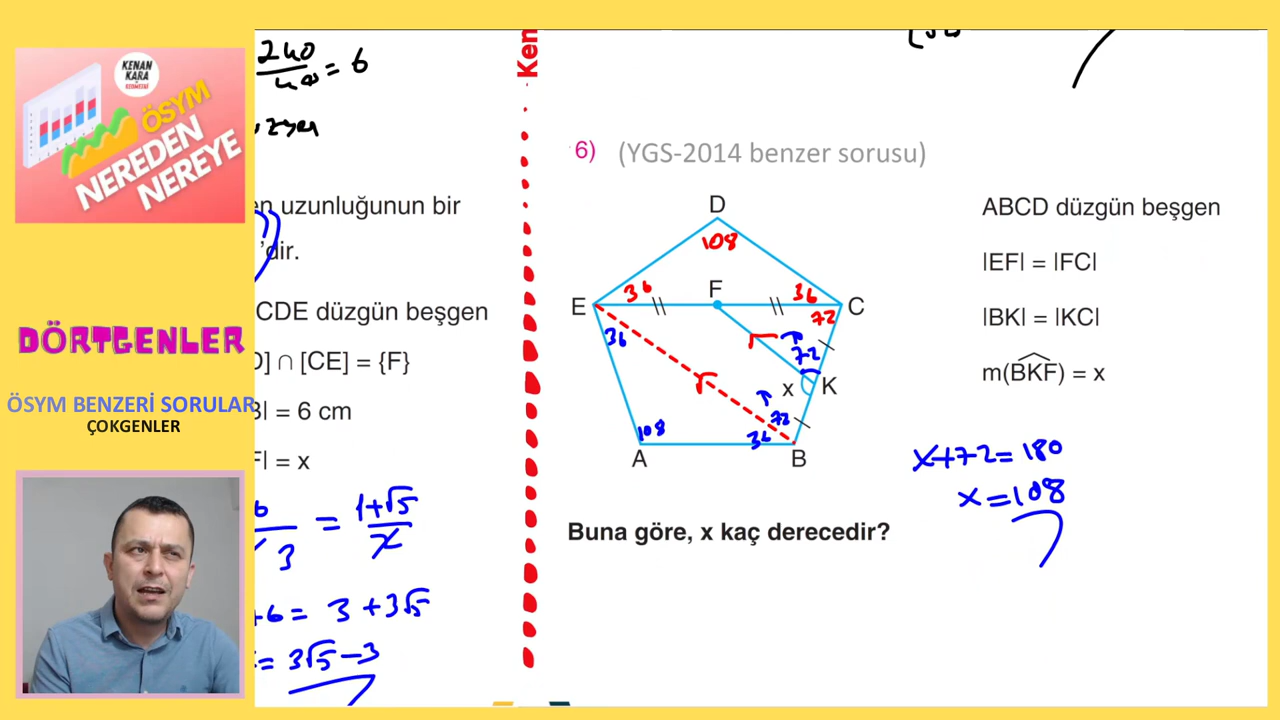 KENAN
KARA
ÖSYM
NEREDEN
NEREYE
DÖRTGENLER
ÖSYM BENZERİ SORULAR
ÇOKGENLER
240
= 6
en uzunluğunun bir
'dir.
CDE düzgün beşgen
D] ∩ [CE] = {F}
B| = 6 cm
F| = x
6
3
= 1+√5
x
+6 = 3 + 3√5
= 3√5 – 3
Ken
6) (YGS-2014 benzer sorusu)
D
108
E 36 F 36 C
72
36
72
x K
72
108 36
A B
ABCD düzgün beşgen
|EF| = |FC|
|BK| = |KC|
m(BKF) = x
x+72=180
x=108
Buna göre, x kaç derecedir?